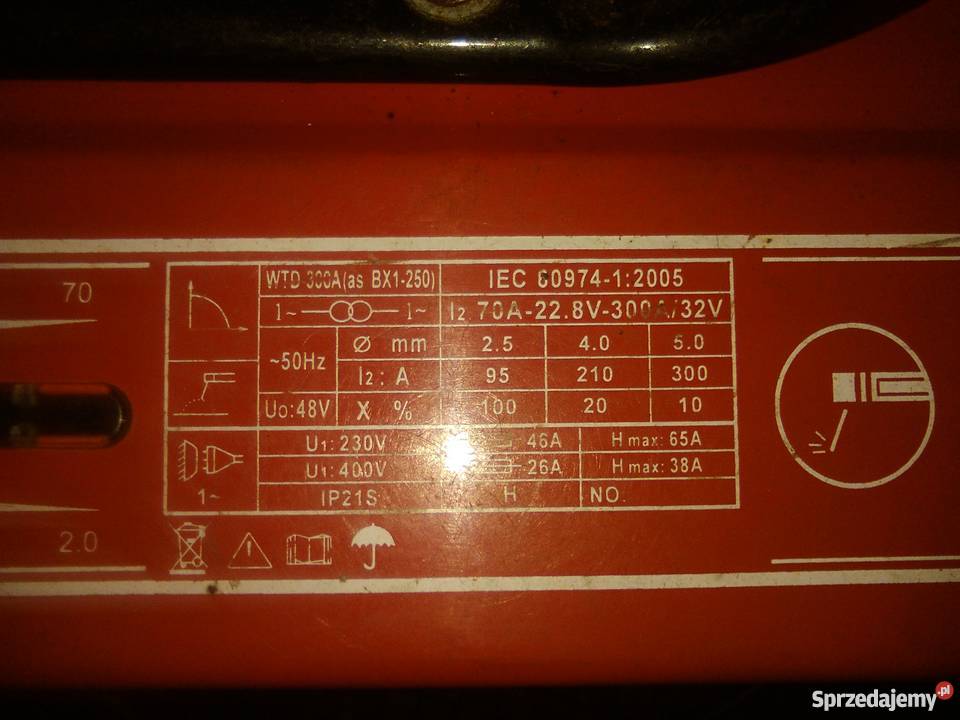 70
WTD 300A(as BX1-250) IEC 60974-1:2005
1~ 1~ I2 70A-22.8V-300A/32V
~50Hz Ø mm 2.5 4.0 5.0
I2: A 95 210 300
U0:48V X % 100 20 10
U1: 230V 46A H max: 65A
U1: 400V 26A H max: 38A
1~ IP21S H NO.
2.0
Sprzedajemy.pl